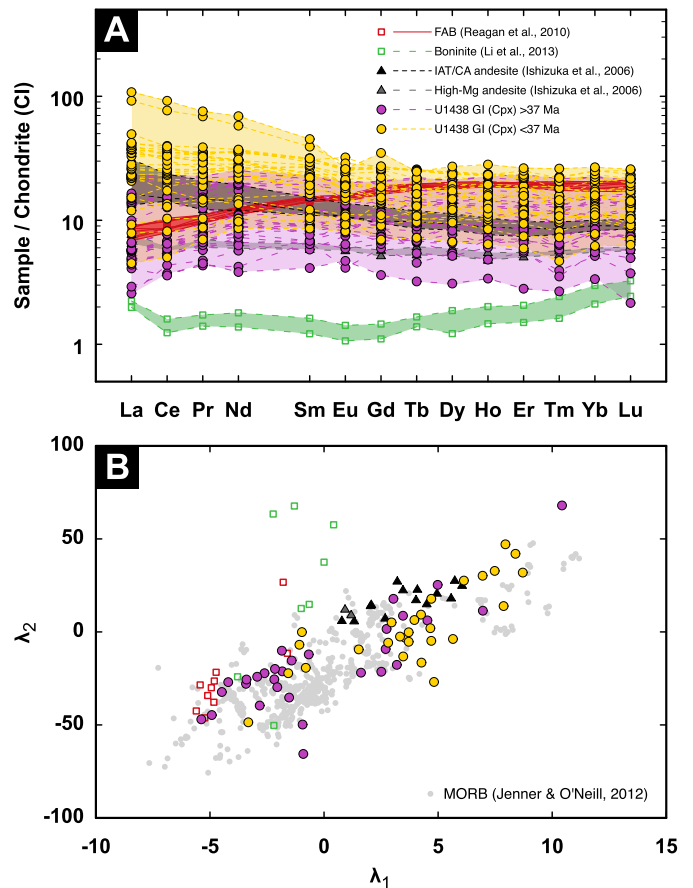 A
FAB (Reagan et al., 2010)
Boninite (Li et al., 2013)
IAT/CA andesite (Ishizuka et al., 2006)
High-Mg andesite (Ishizuka et al., 2006)
U1438 GI (Cpx) >37 Ma
U1438 GI (Cpx) <37 Ma
100
10
1
Sample / Chondrite (CI)
La Ce Pr Nd Sm Eu Gd Tb Dy Ho Er Tm Yb Lu
B
100
50
0
-50
-100
λ2
MORB (Jenner & O'Neill, 2012)
-10 -5 0 5 10 15
λ1